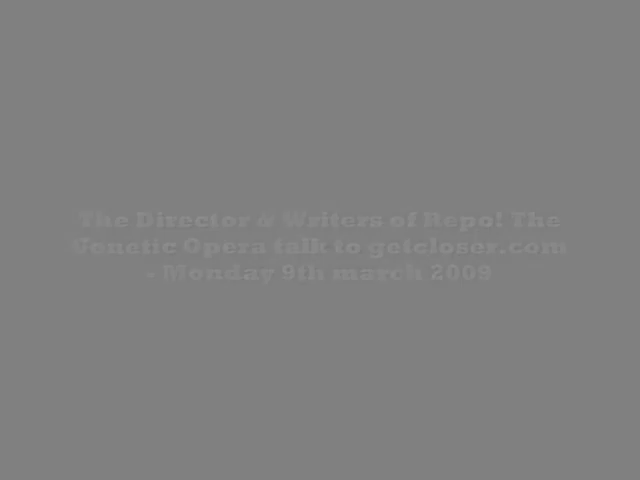 The Director & Writers of Repo! The
Genetic Opera talk to getcloser.com
- Monday 9th march 2009